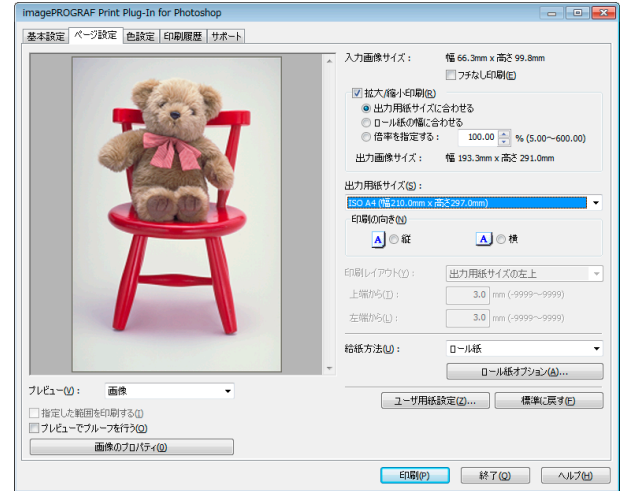 imagePROGRAF Print Plug-In for Photoshop
基本設定 ページ設定 色設定 印刷履歴 サポート
入力画像サイズ： 幅 66.3mm x 高さ 99.8mm
フチなし印刷(E)
拡大/縮小印刷(R)
出力用紙サイズに合わせる
ロール紙の幅に合わせる
倍率を指定する： 100.00 % (5.00～600.00)
出力画像サイズ： 幅 193.3mm x 高さ 291.0mm
出力用紙サイズ(S)：
ISO A4 (幅210.0mm x 高さ297.0mm)
印刷の向き(N)
A 縦 A 横
印刷レイアウト(Y)： 出力用紙サイズの左上
上端から(T)： 3.0 mm (-9999～9999)
左端から(L)： 3.0 mm (-9999～9999)
給紙方法(U)： ロール紙
ロール紙オプション(A)...
プレビュー(V)： 画像
ユーザ用紙設定(Z)... 標準に戻す(F)
指定した範囲を印刷する(I)
プレビューでプルーフを行う(O)
画像のプロパティ(D)
印刷(P) 終了(Q) ヘルプ(H)